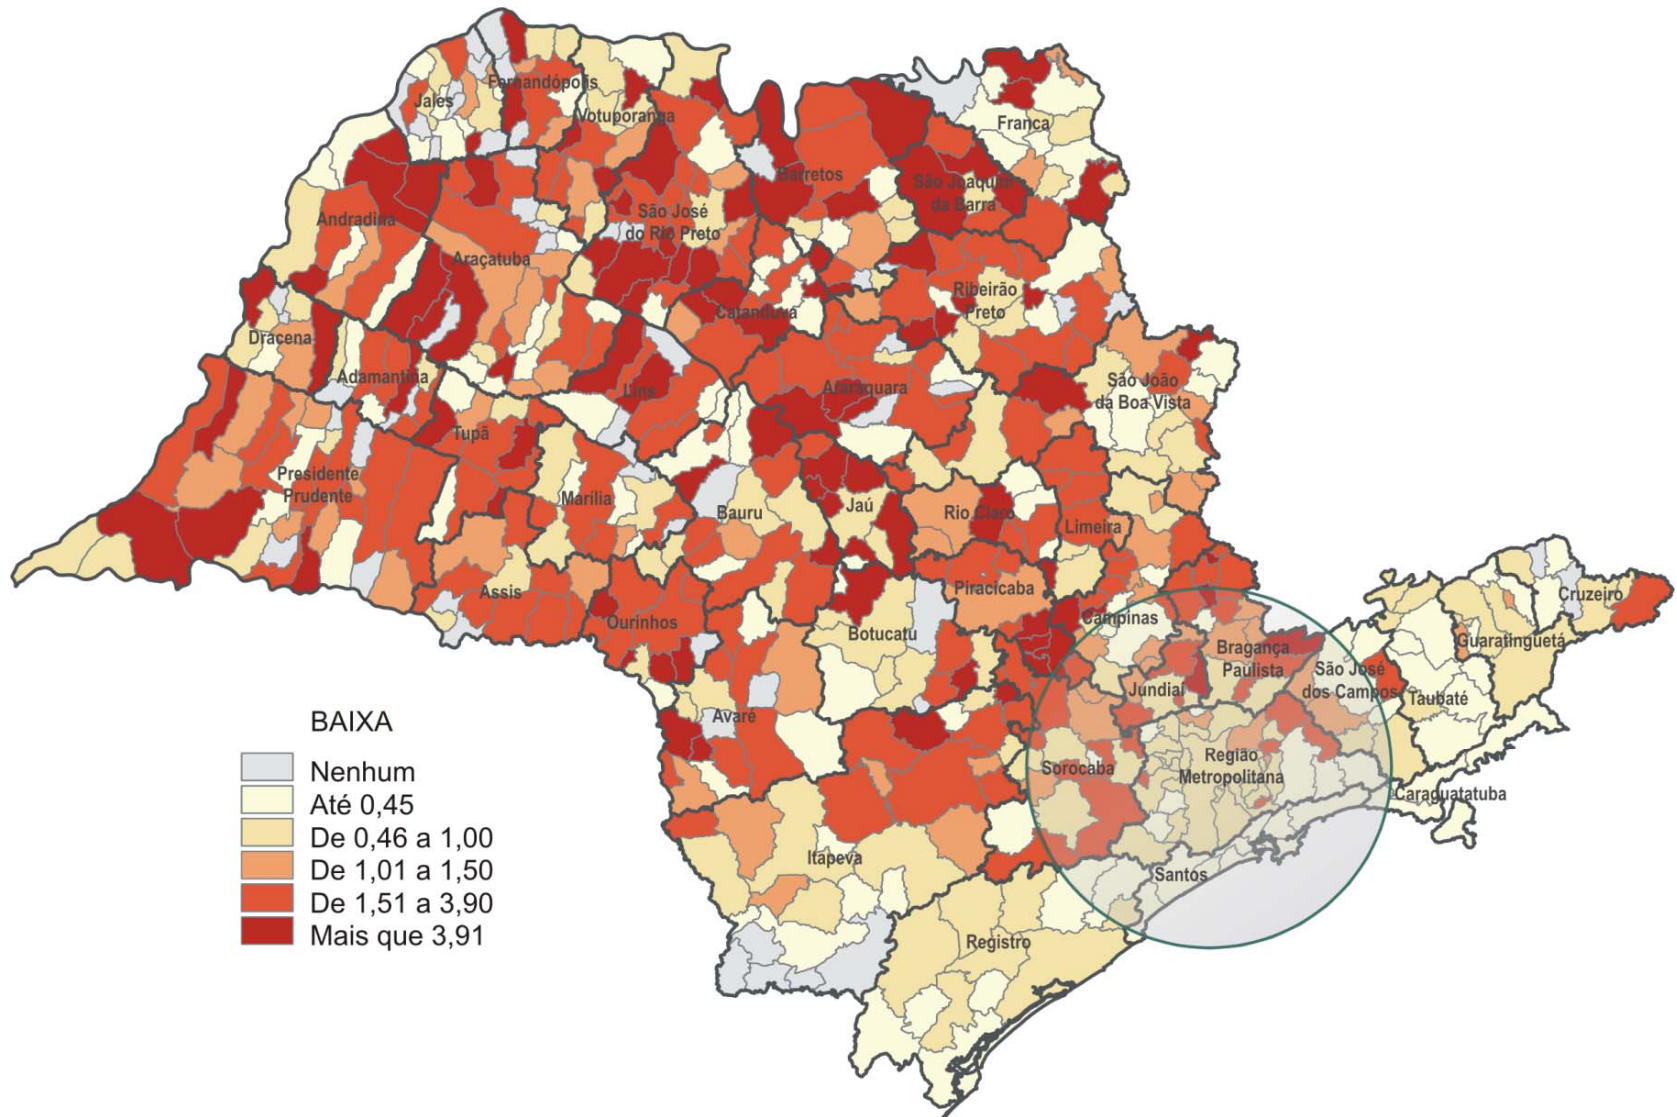 Jales
Fernandópolis
Votuporanga
Franca
Barretos
São Joaquim
da Barra
Andradina
São José
do Rio Preto
Araçatuba
Ribeirão
Preto
Catanduva
Dracena
Adamantina
Lins
Araraquara
São João
da Boa Vista
Tupã
Presidente
Prudente
Marília
Bauru
Jaú
Rio Claro
Limeira
Assis
Ourinhos
Botucatu
Piracicaba
Campinas
Bragança
Paulista
Jundiaí
São José
dos Campos
Taubaté
Guaratinguetá
Cruzeiro
Avaré
Sorocaba
Região
Metropolitana
Caraguatatuba
Itapeva
Santos
Registro
BAIXA
Nenhum
Até 0,45
De 0,46 a 1,00
De 1,01 a 1,50
De 1,51 a 3,90
Mais que 3,91